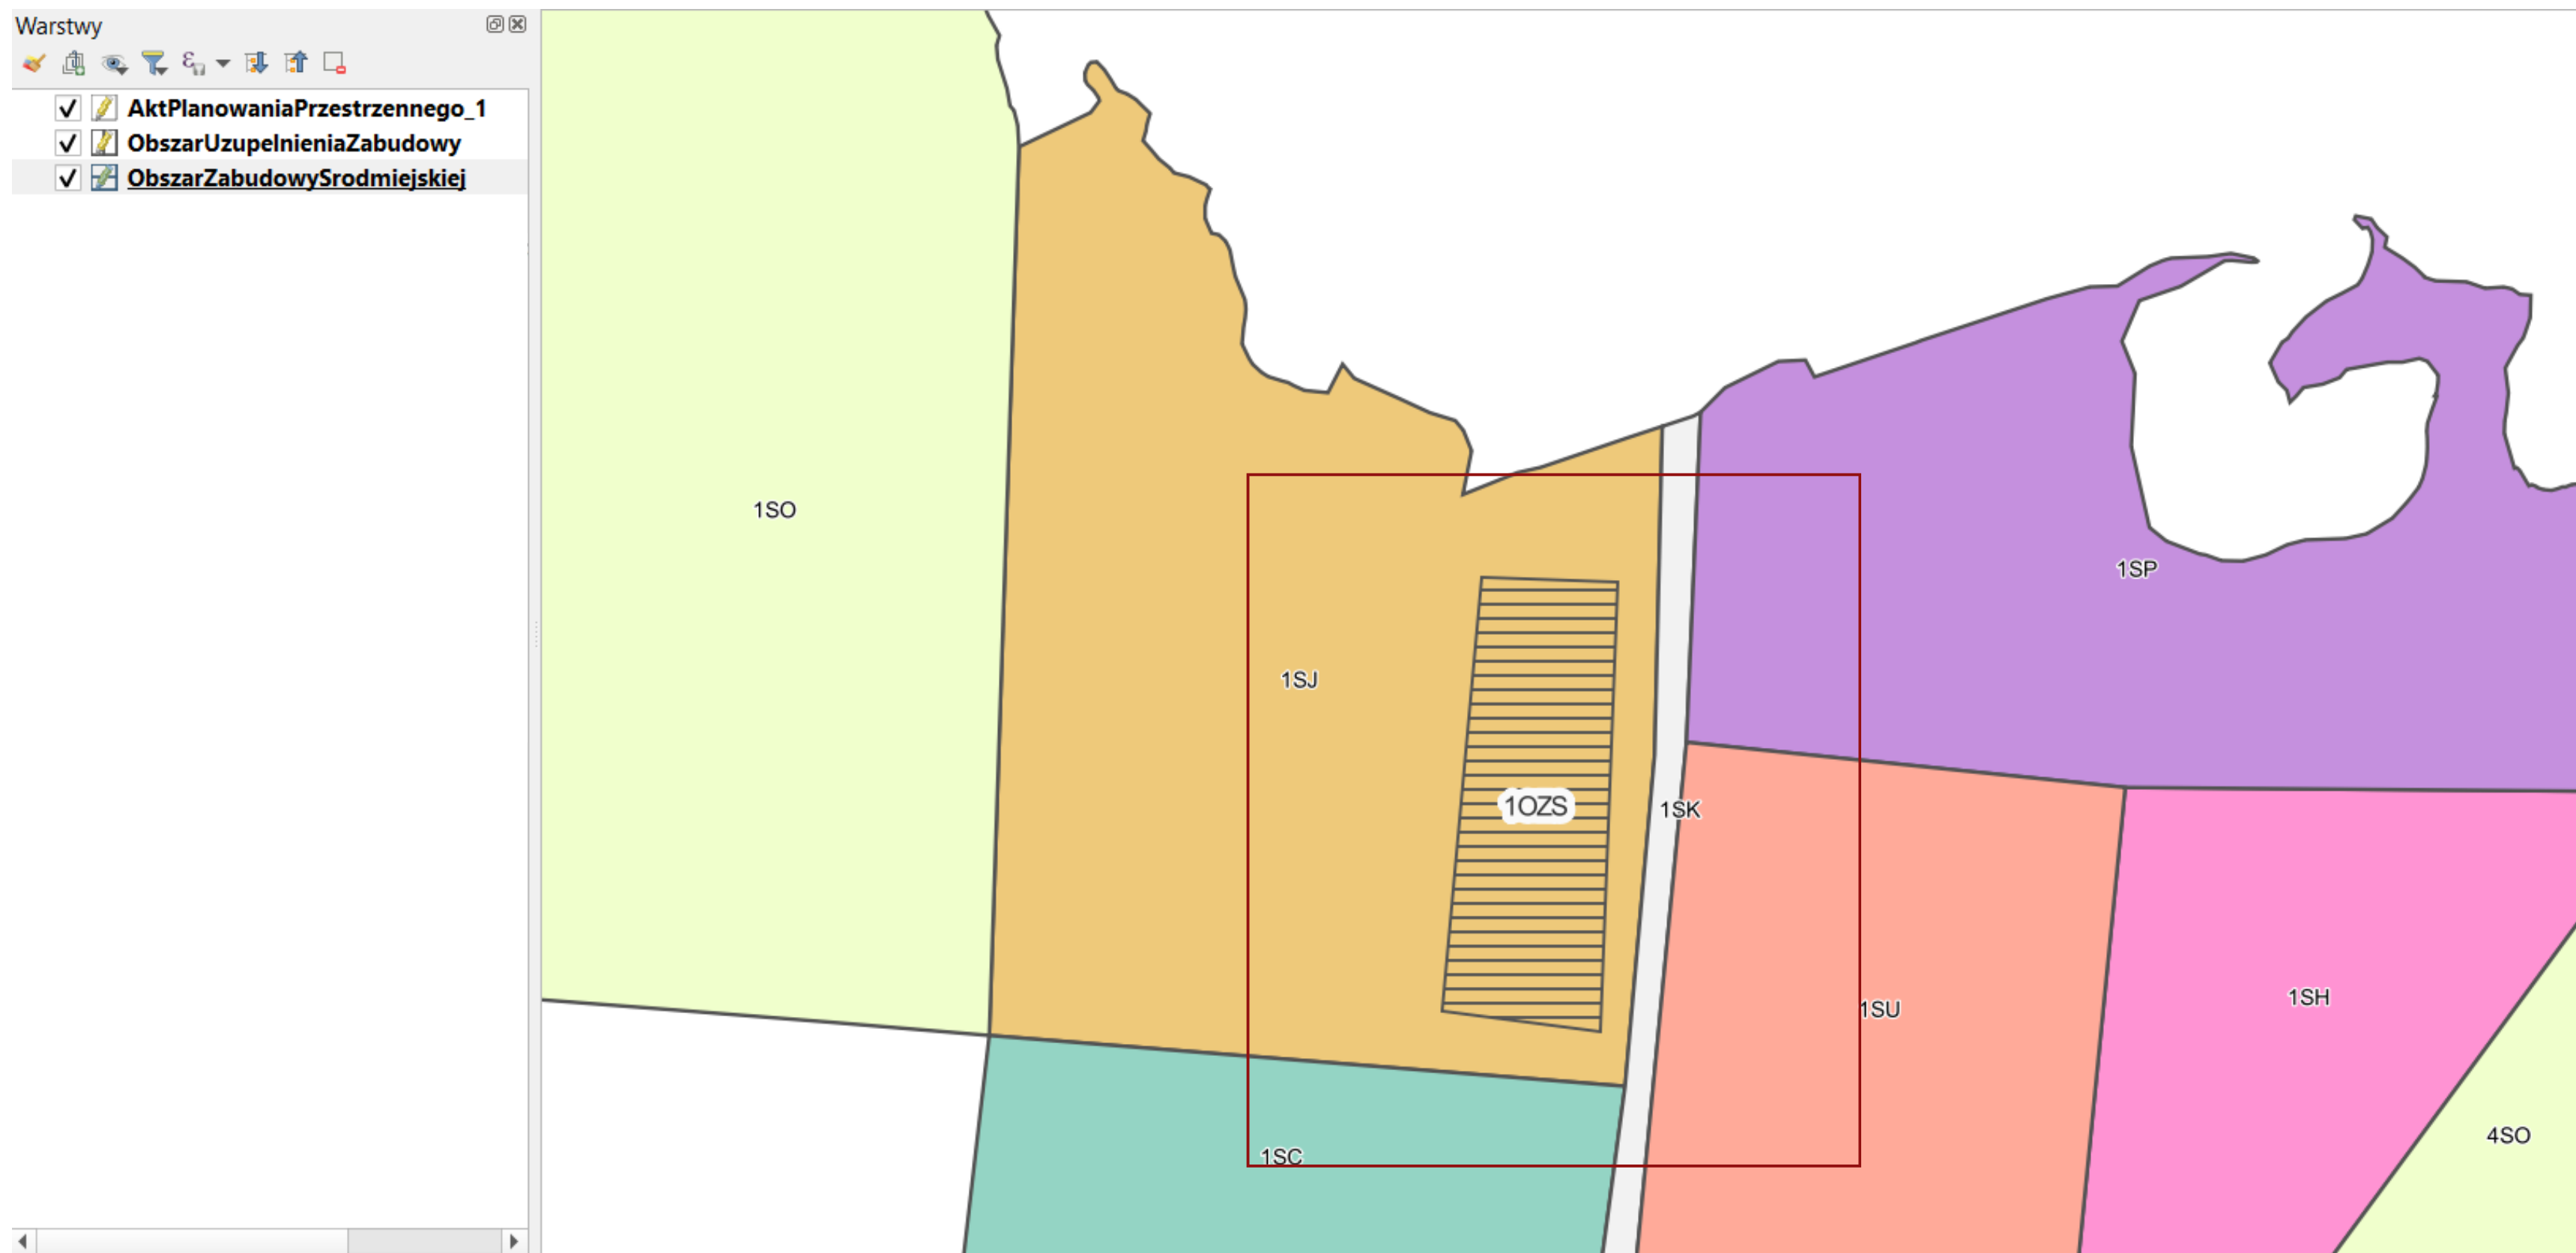 Warstwy
AktPlanowaniaPrzestrzennego_1
ObszarUzupelnieniaZabudowy
ObszarZabudowySrodmiejskiej
1SO
1SP
1SJ
1OZS
1SK
1SH
1SU
4SO
1SC